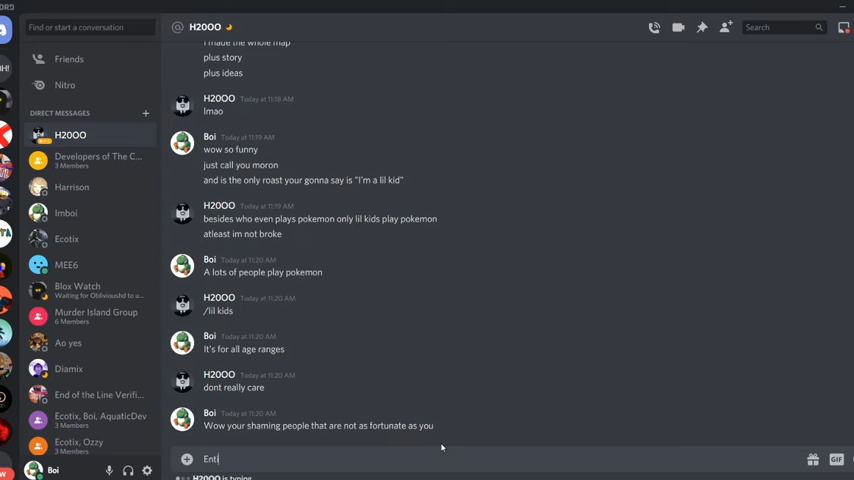 Find or start a conversation
H2OOO
Search
Friends
Nitro
DIRECT MESSAGES
H2OOO
Developers of The C...
3 Members
Harrison
Imboi
Ecotix
MEE6
Blox Watch
Waiting for Oblivioushd to u...
Murder Island Group
6 Members
Ao yes
Diamix
End of the Line Verifi...
Ecotix, Boi, AquaticDev
3 Members
Ecotix, Ozzy
Boi
I made the whole map
plus story
plus ideas
H2OOO Today at 11:18 AM
lmao
Boi Today at 11:19 AM
wow so funny
just call you moron
and is the only roast your gonna say is "I'm a lil kid"
H2OOO Today at 11:19 AM
besides who even plays pokemon only lil kids play pokemon
atleast im not broke
Boi Today at 11:20 AM
A lots of people play pokemon
H2OOO Today at 11:20 AM
/lil kids
Boi Today at 11:20 AM
It's for all age ranges
H2OOO Today at 11:20 AM
dont really care
Boi Today at 11:20 AM
Wow your shaming people that are not as fortunate as you
Enti
GIF
H2OOO is typing